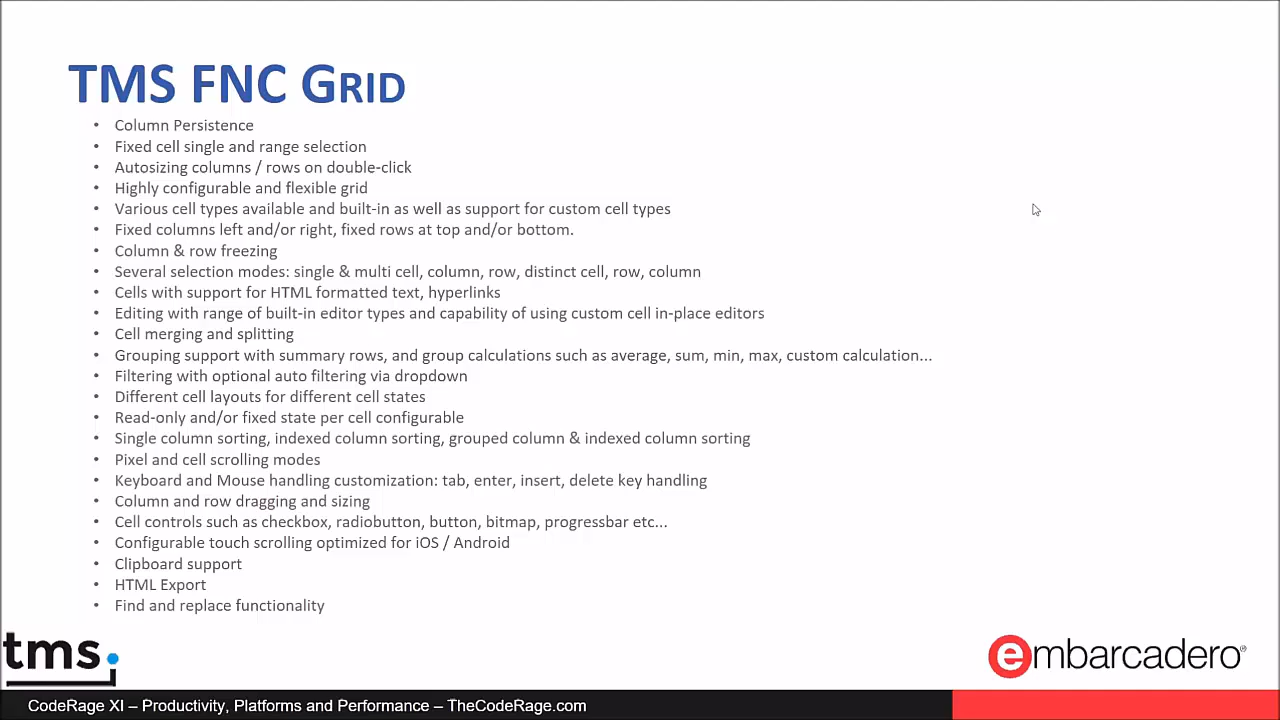 TMS FNC GRID
• Column Persistence
• Fixed cell single and range selection
• Autosizing columns / rows on double-click
• Highly configurable and flexible grid
• Various cell types available and built-in as well as support for custom cell types
• Fixed columns left and/or right, fixed rows at top and/or bottom.
• Column & row freezing
• Several selection modes: single & multi cell, column, row, distinct cell, row, column
• Cells with support for HTML formatted text, hyperlinks
• Editing with range of built-in editor types and capability of using custom cell in-place editors
• Cell merging and splitting
• Grouping support with summary rows, and group calculations such as average, sum, min, max, custom calculation...
• Filtering with optional auto filtering via dropdown
• Different cell layouts for different cell states
• Read-only and/or fixed state per cell configurable
• Single column sorting, indexed column sorting, grouped column & indexed column sorting
• Pixel and cell scrolling modes
• Keyboard and Mouse handling customization: tab, enter, insert, delete key handling
• Column and row dragging and sizing
• Cell controls such as checkbox, radiobutton, button, bitmap, progressbar etc...
• Configurable touch scrolling optimized for iOS / Android
• Clipboard support
• HTML Export
• Find and replace functionality
tms.
embarcadero®
CodeRage XI – Productivity, Platforms and Performance – TheCodeRage.com